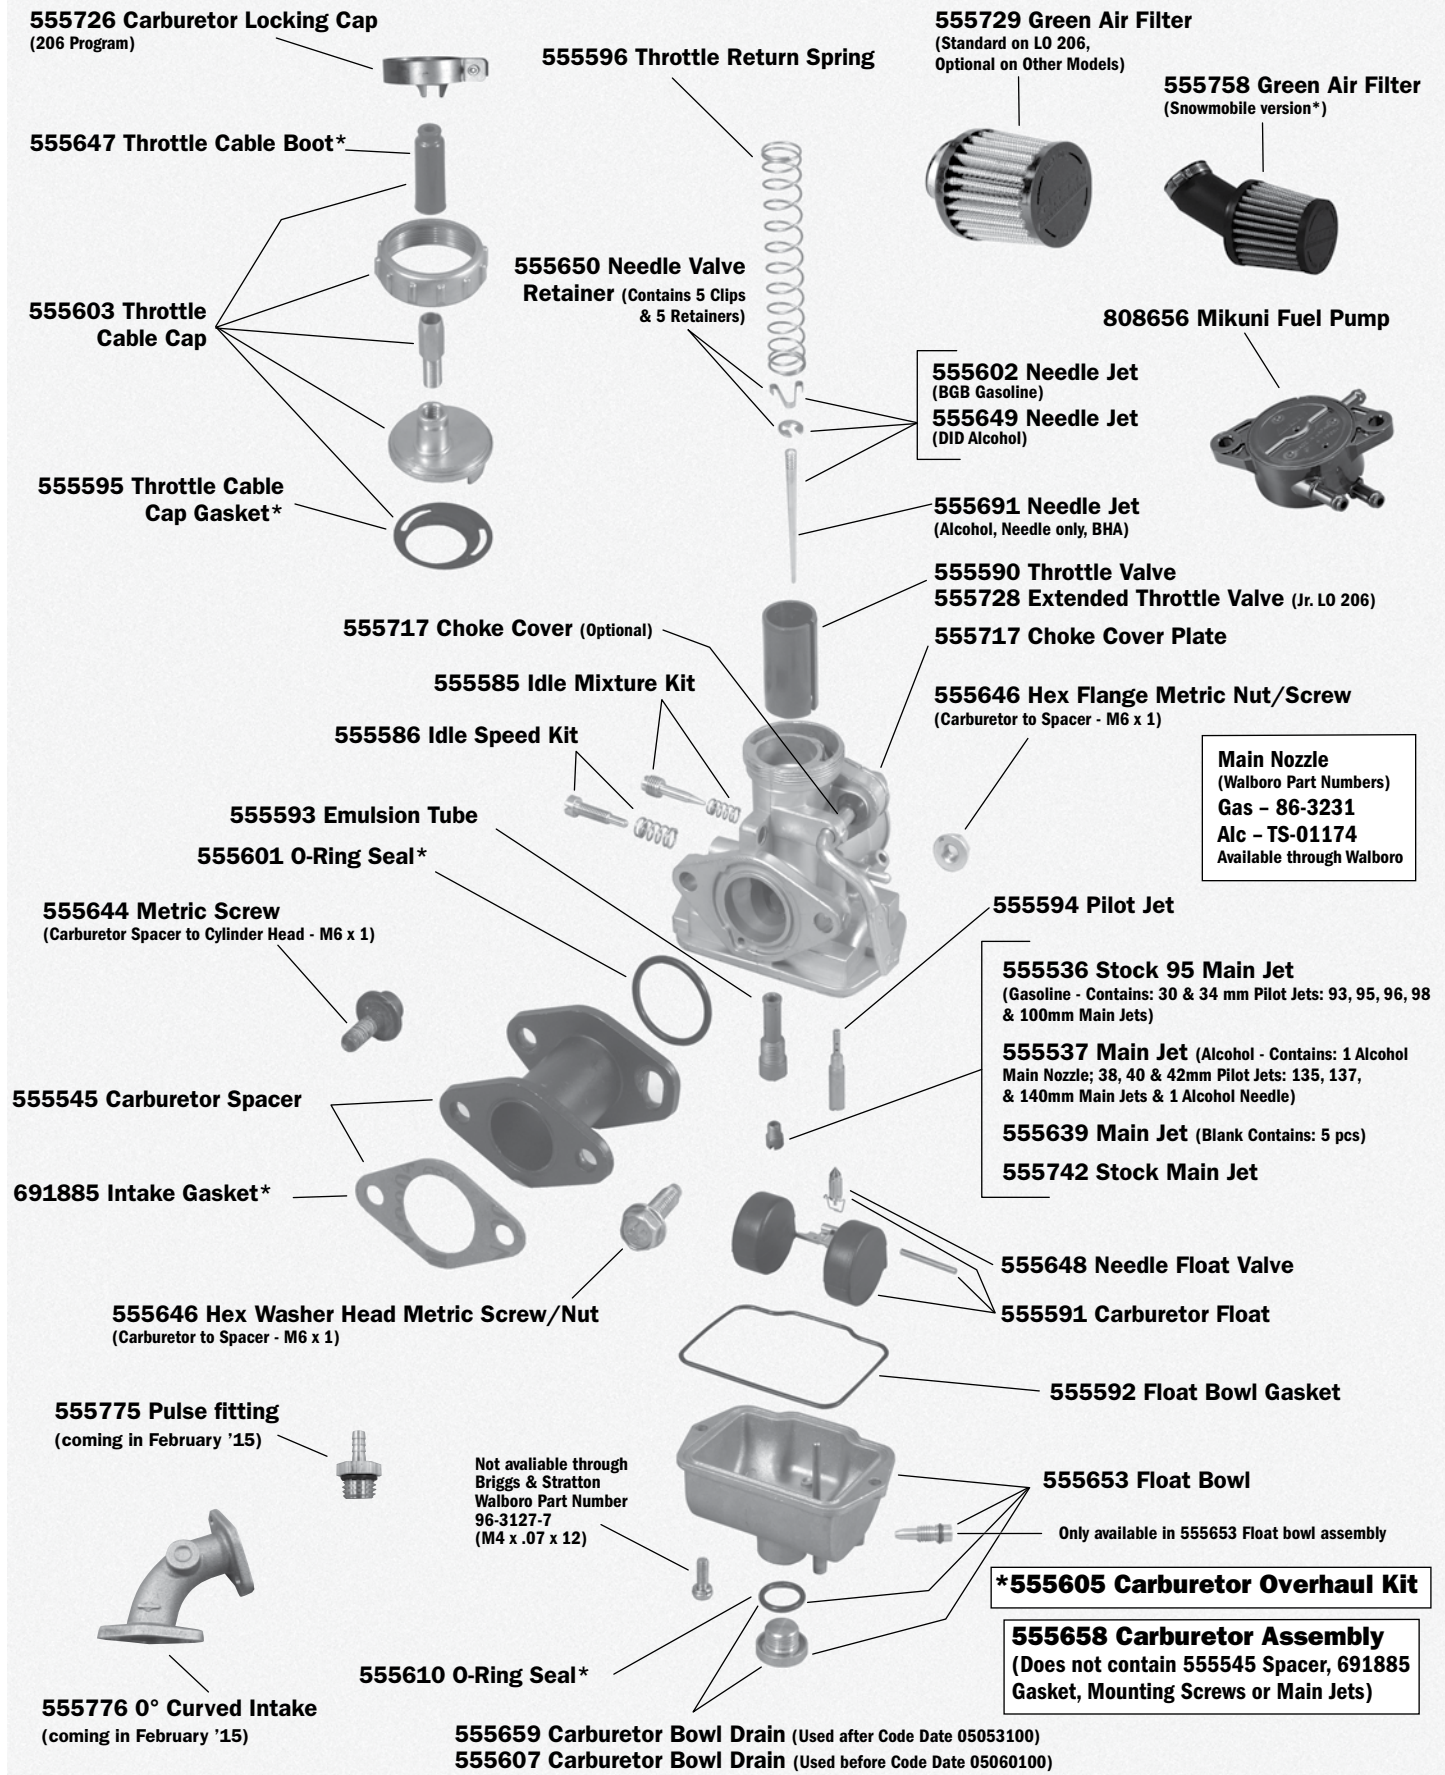 555726 Carburetor Locking Cap
(206 Program)
555596 Throttle Return Spring
555729 Green Air Filter
(Standard on LO 206,
Optional on Other Models)
555758 Green Air Filter
(Snowmobile version*)
555647 Throttle Cable Boot*
555650 Needle Valve
Retainer (Contains 5 Clips
& 5 Retainers)
555603 Throttle
Cable Cap
808656 Mikuni Fuel Pump
555602 Needle Jet
(BGB Gasoline)
555649 Needle Jet
(DID Alcohol)
555595 Throttle Cable
Cap Gasket*
555691 Needle Jet
(Alcohol, Needle only, BHA)
555590 Throttle Valve
555728 Extended Throttle Valve (Jr. LO 206)
555717 Choke Cover (Optional)
555717 Choke Cover Plate
555585 Idle Mixture Kit
555646 Hex Flange Metric Nut/Screw
(Carburetor to Spacer - M6 x 1)
555586 Idle Speed Kit
Main Nozzle
(Walboro Part Numbers)
Gas – 86-3231
Alc – TS-01174
Available through Walboro
555593 Emulsion Tube
555601 O-Ring Seal*
555644 Metric Screw
(Carburetor Spacer to Cylinder Head - M6 x 1)
555594 Pilot Jet
555536 Stock 95 Main Jet
(Gasoline - Contains: 30 & 34 mm Pilot Jets: 93, 95, 96, 98
& 100mm Main Jets)
555537 Main Jet (Alcohol - Contains: 1 Alcohol
Main Nozzle; 38, 40 & 42mm Pilot Jets: 135, 137,
& 140mm Main Jets & 1 Alcohol Needle)
555639 Main Jet (Blank Contains: 5 pcs)
555742 Stock Main Jet
555545 Carburetor Spacer
691885 Intake Gasket*
555648 Needle Float Valve
555591 Carburetor Float
555646 Hex Washer Head Metric Screw/Nut
(Carburetor to Spacer - M6 x 1)
555592 Float Bowl Gasket
555775 Pulse fitting
(coming in February ’15)
Not avaliable through
Briggs & Stratton
Walboro Part Number
96-3127-7
(M4 x .07 x 12)
555653 Float Bowl
Only available in 555653 Float bowl assembly
*555605 Carburetor Overhaul Kit
555658 Carburetor Assembly
(Does not contain 555545 Spacer, 691885
Gasket, Mounting Screws or Main Jets)
555610 O-Ring Seal*
555776 0° Curved Intake
(coming in February ’15)
555659 Carburetor Bowl Drain (Used after Code Date 05053100)
555607 Carburetor Bowl Drain (Used before Code Date 05060100)